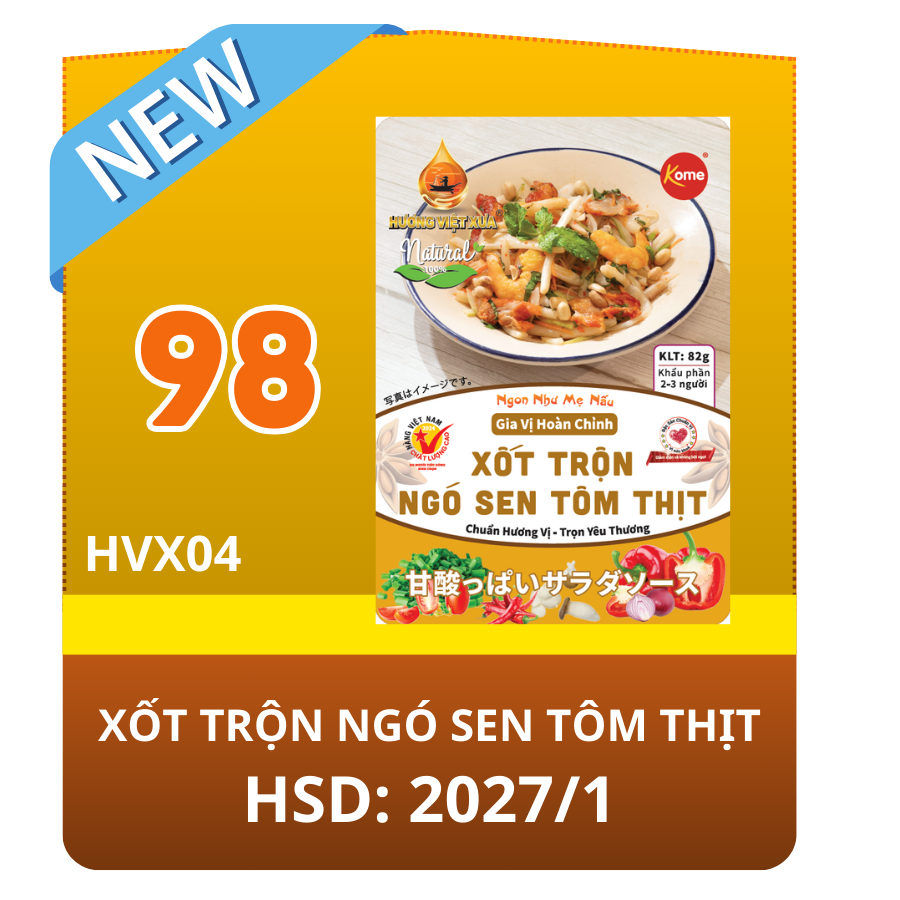 NEW
98
HVX04
HƯƠNG VIỆT XƯA
Natural
100%
Kome
®
KLT: 82g
Khẩu phần
2-3 người
写真はイメージです。
Ngon Như Mẹ Nấu
Gia Vị Hoàn Chỉnh
HÀNG VIỆT NAM
CHẤT LƯỢNG CAO
XỐT TRỘN
NGÓ SEN TÔM THỊT
Chuẩn Hương Vị - Trọn Yêu Thương
甘酸っぱいサラダソース
XỐT TRỘN NGÓ SEN TÔM THỊT
HSD: 2027/1